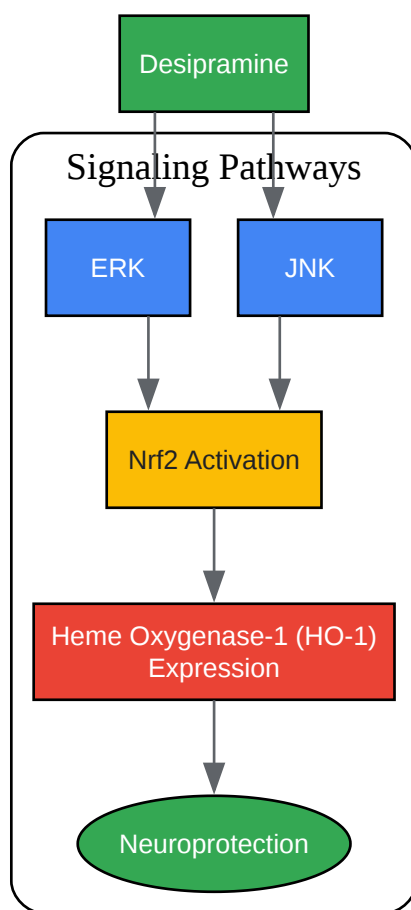 Desipramine
Signaling Pathways
ERK
JNK
Nrf2 Activation
Heme Oxygenase-1 (HO-1)
Expression
Neuroprotection